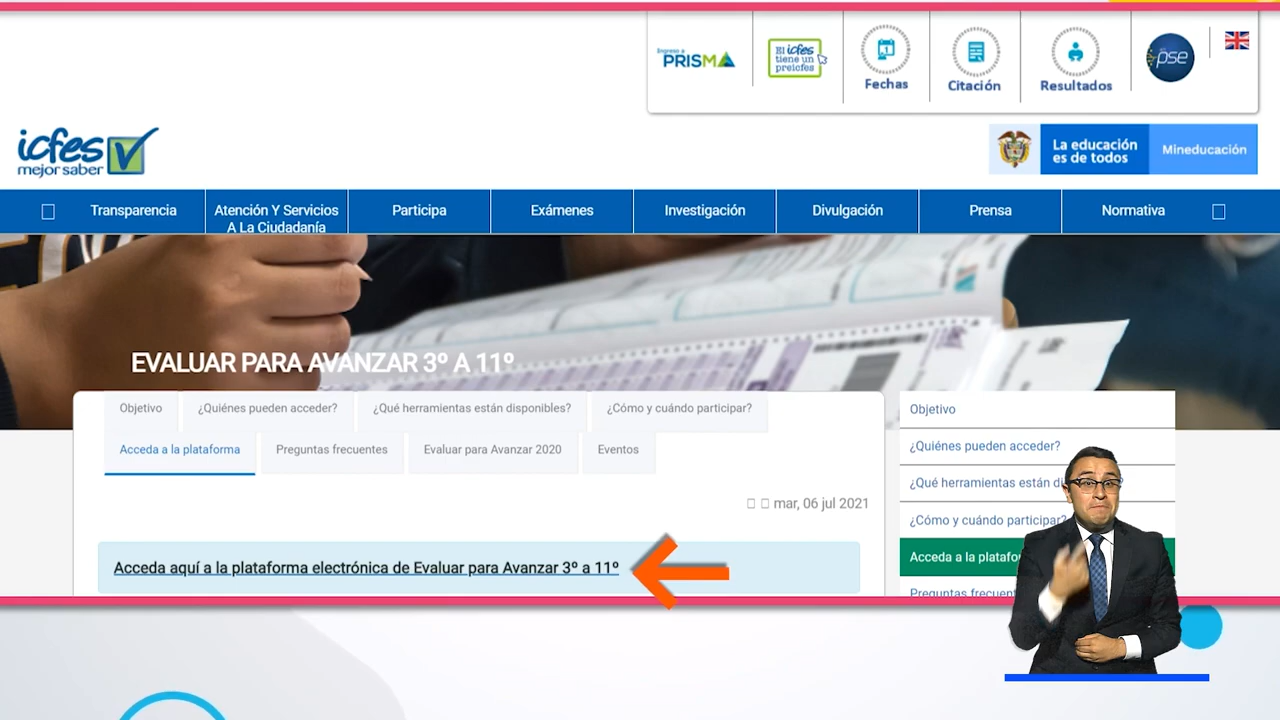 Ingreso a
PRISMA
El icfes
tiene un
preicfes
Fechas
Citación
Resultados
pse
icfes
mejor saber
La educación
es de todos
Mineducación
Transparencia
Atención Y Servicios
A La Ciudadanía
Participa
Exámenes
Investigación
Divulgación
Prensa
Normativa
EVALUAR PARA AVANZAR 3º A 11º
Objetivo
¿Quiénes pueden acceder?
¿Qué herramientas están disponibles?
¿Cómo y cuándo participar?
Acceda a la plataforma
Preguntas frecuentes
Evaluar para Avanzar 2020
Eventos
mar, 06 jul 2021
Acceda aquí a la plataforma electrónica de Evaluar para Avanzar 3º a 11º
Objetivo
¿Quiénes pueden acceder?
¿Qué herramientas están
¿Cómo y cuándo participar?
Acceda a la
Preguntas